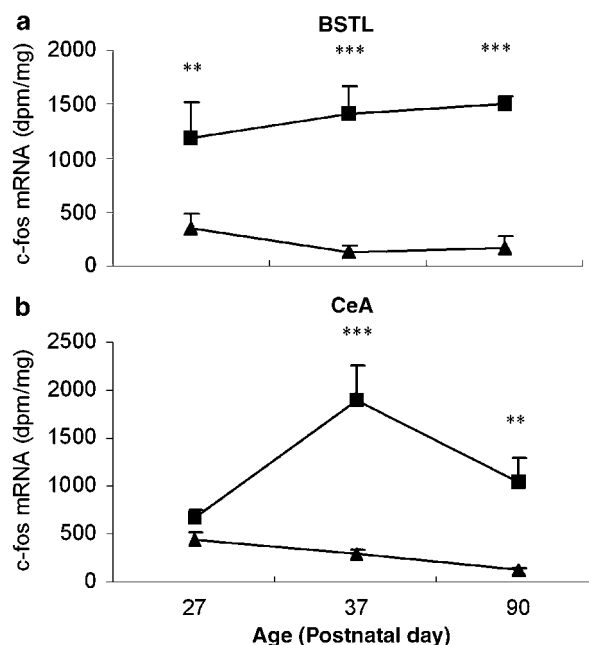 a
BSTL
c-fos mRNA (dpm/mg)
2000
1500
1000
500
0
**
***
***
b
CeA
c-fos mRNA (dpm/mg)
2500
2000
1500
1000
500
0
***
**
27 37 90
Age (Postnatal day)